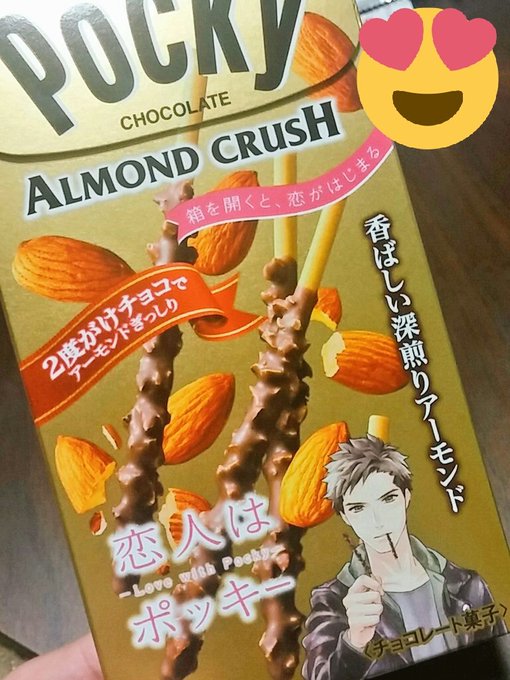 Pocky
CHOCOLATE
ALMOND CRUSH
箱を開くと、恋がはじまる
2度がけチョコで
アーモンドぎっしり
香ばしい深煎りアーモンド
恋人は
Love with Pocky
ポッキー
〈チョコレート菓子〉